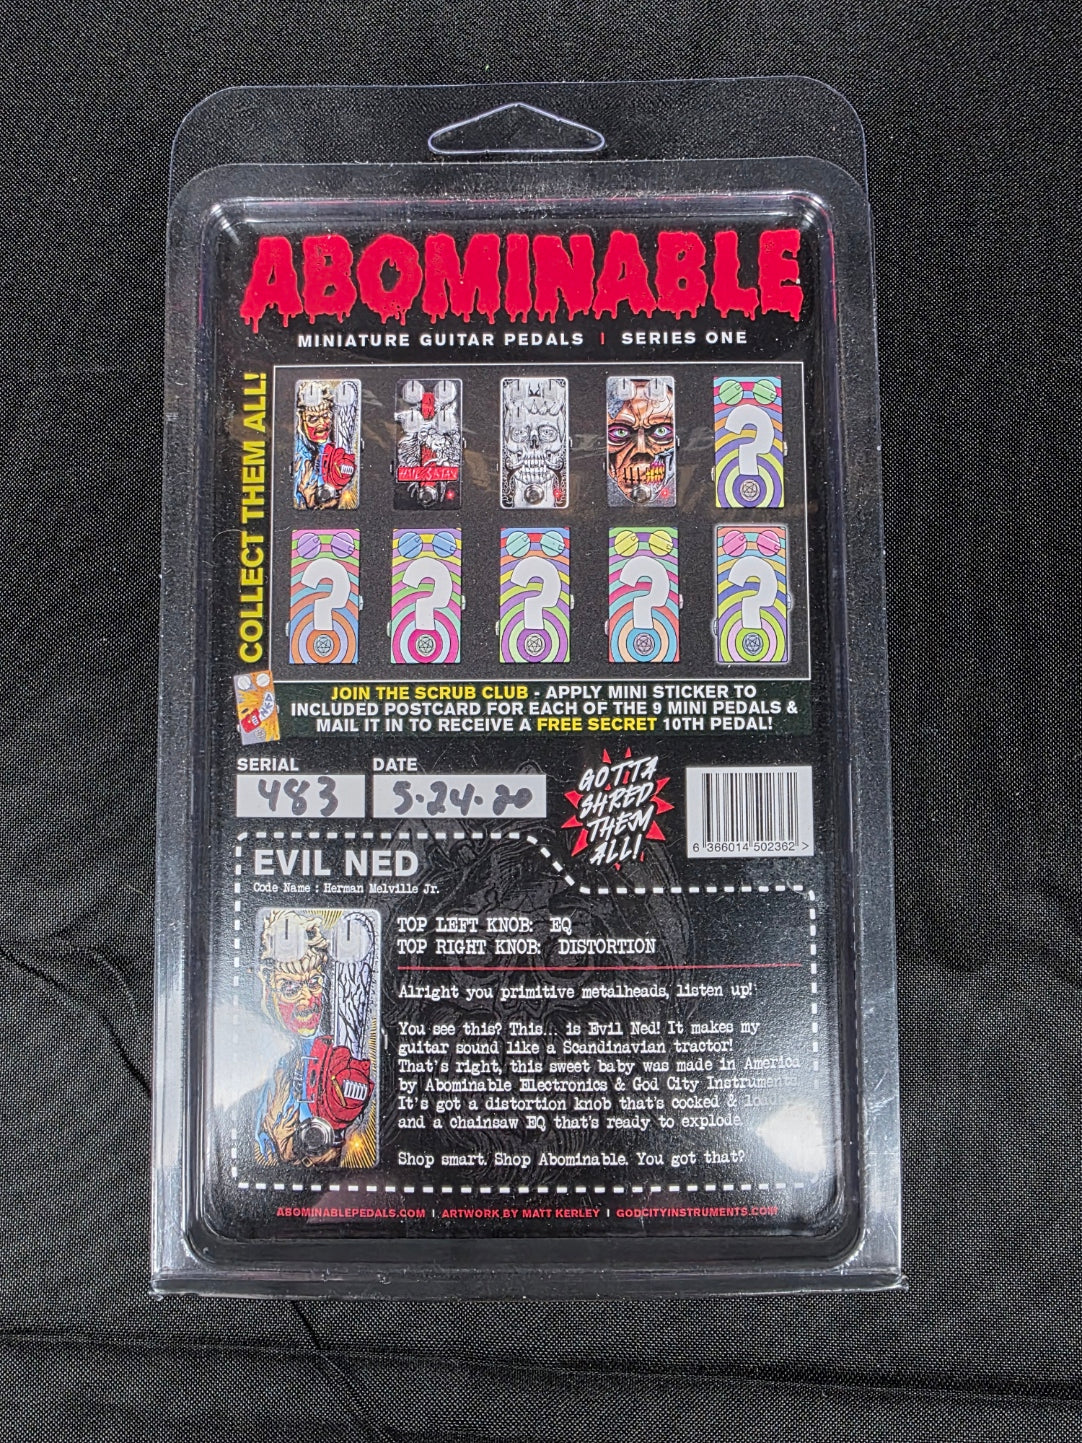 ABOMINABLE
MINIATURE GUITAR PEDALS | SERIES ONE
COLLECT THEM ALL!
HAIL SATAN
?
? ? ? ? ?
JOIN THE SCRUB CLUB - APPLY MINI STICKER TO
INCLUDED POSTCARD FOR EACH OF THE 9 MINI PEDALS &
MAIL IT IN TO RECEIVE A FREE SECRET 10TH PEDAL!
SERIAL DATE
483 5·24·20
GOTTA
SHRED
THEM
ALL!
6 366014 502362 >
EVIL NED
Code Name : Herman Melville Jr.
TOP LEFT KNOB: EQ
TOP RIGHT KNOB: DISTORTION
Alright you primitive metalheads, listen up!
You see this? This... is Evil Ned! It makes my
guitar sound like a Scandinavian tractor!
That's right, this sweet baby was made in America
by Abominable Electronics & God City Instrumen
It's got a distortion knob that's cocked &
and a chainsaw EQ that's ready to explode.
Shop smart. Shop Abominable. You got that?
ABOMINABLEPEDALS.COM | ARTWORK BY MATT KERLEY | GODCITYINSTRUMENTS.COM